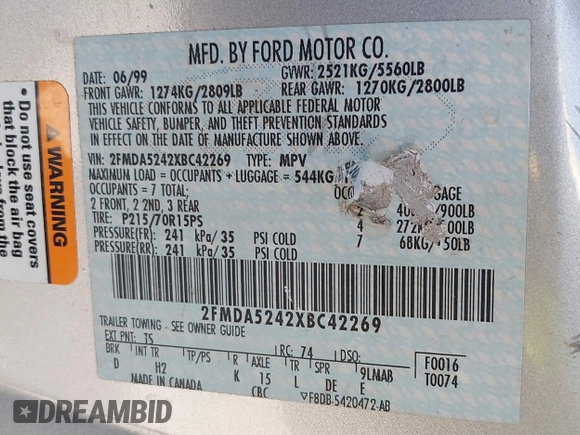 WARNING
• Do not use seat covers
that block the air bag
MFD. BY FORD MOTOR CO.
DATE: 06/99 GVWR: 2521KG/5560LB
FRONT GAWR: 1274KG/2809LB REAR GAWR: 1270KG/2800LB
THIS VEHICLE CONFORMS TO ALL APPLICABLE FEDERAL MOTOR
VEHICLE SAFETY, BUMPER, AND THEFT PREVENTION STANDARDS
IN EFFECT ON THE DATE OF MANUFACTURE SHOWN ABOVE.
VIN: 2FMDA5242XBC42269 TYPE: MPV
MAXIMUM LOAD = OCCUPANTS + LUGGAGE = 544KG
OCCUPANTS = 7 TOTAL;
2 FRONT, 2 2ND, 3 REAR
TIRE: P215/70R15PS 4 272
PRESSURE(FR) 241 kPa/35 PSI COLD 7 68KG
PRESSURE(RR) 241 kPa/35 PSI COLD
2FMDA5242XBC42269
TRAILER TOWING - SEE OWNER GUIDE
EXT PNT: TS RC: 74 DSO: F0016
BRK INT TR TP/PS R AXLE TR SPR 9LMAB T0074
D H2 K 15 L DE E
MADE IN CANADA CBC ▽F8DB-5420472-AB
DREAMBID